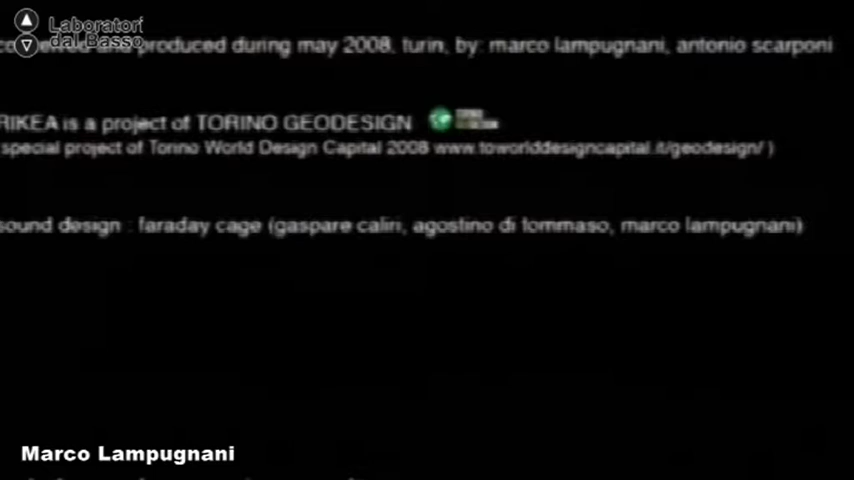 Laboratori
dal Basso
and produced during may 2008, turin, by: marco lampugnani, antonio scarponi
RIKEA is a project of TORINO GEODESIGN
special project of Torino World Design Capital 2008 www.toworlddesigncapital.it/geodesign/ )
sound design : faraday cage (gaspare caliri, agostino di tommaso, marco lampugnani)
Marco Lampugnani